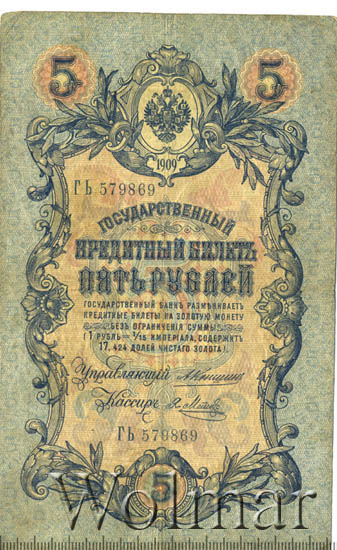 5 5
1909
ГЬ 579869
ГОСУДАРСТВЕННЫЙ
КРЕДИТНЫЙ БИЛЕТЪ
ПЯТЬ РУБЛЕЙ
ГОСУДАРСТВЕННЫЙ БАНКЪ РАЗМѢНИВАЕТЪ
КРЕДИТНЫЕ БИЛЕТЫ НА ЗОЛОТУЮ МОНЕТУ
БЕЗЪ ОГРАНИЧЕНІЯ СУММЫ
(1 РУБЛЬ = 1/15 ИМПЕРІАЛА, СОДЕРЖИТЪ
17,424 ДОЛЕЙ ЧИСТАГО ЗОЛОТА).
Управляющій
Кассиръ
ГЬ 579869
5
Wolmar